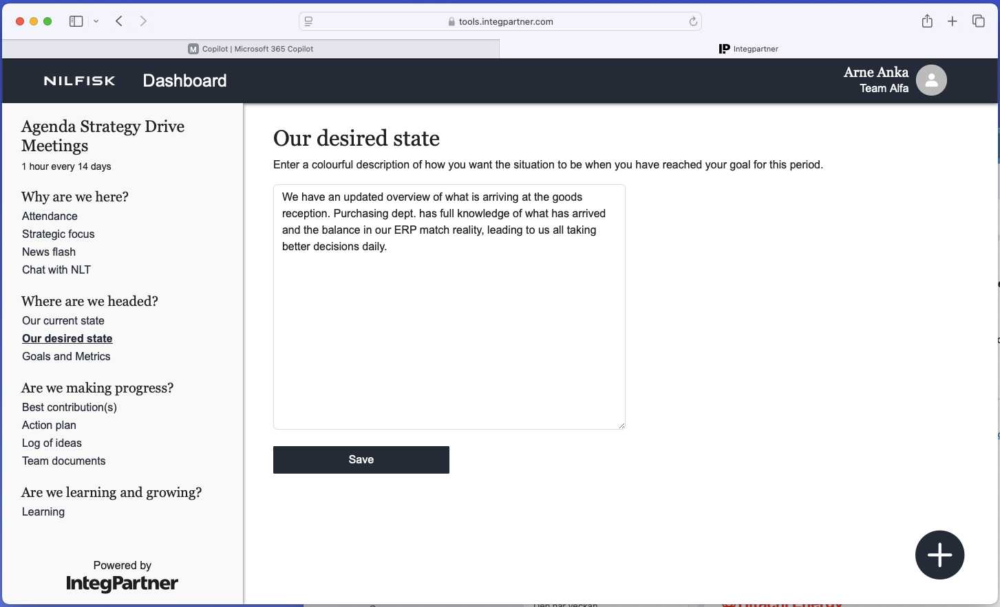 tools.integpartner.com
M Copilot | Microsoft 365 Copilot
IP Integpartner
NILFISK
Dashboard
Arne Anka
Team Alfa
Agenda Strategy Drive
Meetings
1 hour every 14 days
Why are we here?
Attendance
Strategic focus
News flash
Chat with NLT
Where are we headed?
Our current state
Our desired state
Goals and Metrics
Are we making progress?
Best contribution(s)
Action plan
Log of ideas
Team documents
Are we learning and growing?
Learning
Powered by
IntegPartner
Our desired state
Enter a colourful description of how you want the situation to be when you have reached your goal for this period.
We have an updated overview of what is arriving at the goods
reception. Purchasing dept. has full knowledge of what has arrived
and the balance in our ERP match reality, leading to us all taking
better decisions daily.
Save